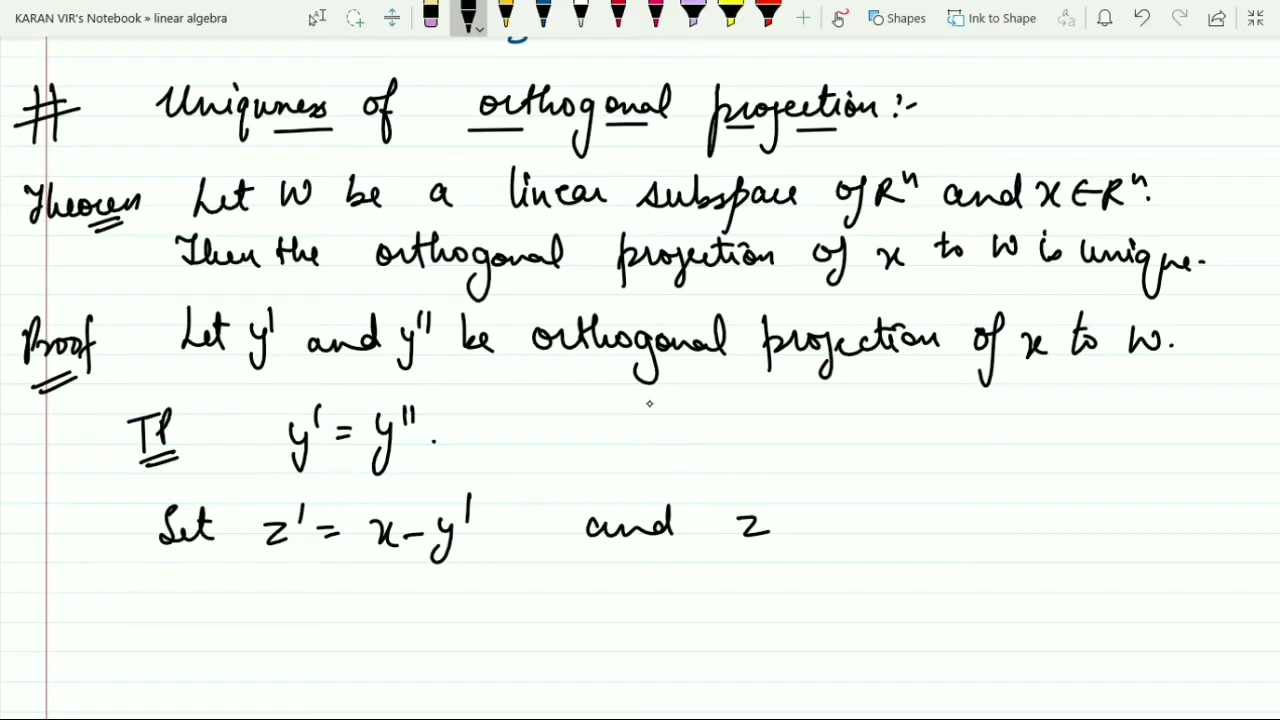 KARAN VIR's Notebook » linear algebra
Shapes
Ink to Shape
# Uniquness of orthogonal projection :-
Theorem Let W be a linear subspace of Rⁿ and x ∈ Rⁿ.
Then the orthogonal projection of x to W is unique.
Proof Let y' and y'' be orthogonal projection of x to W.
TP y' = y''.
Set z' = x - y' and z